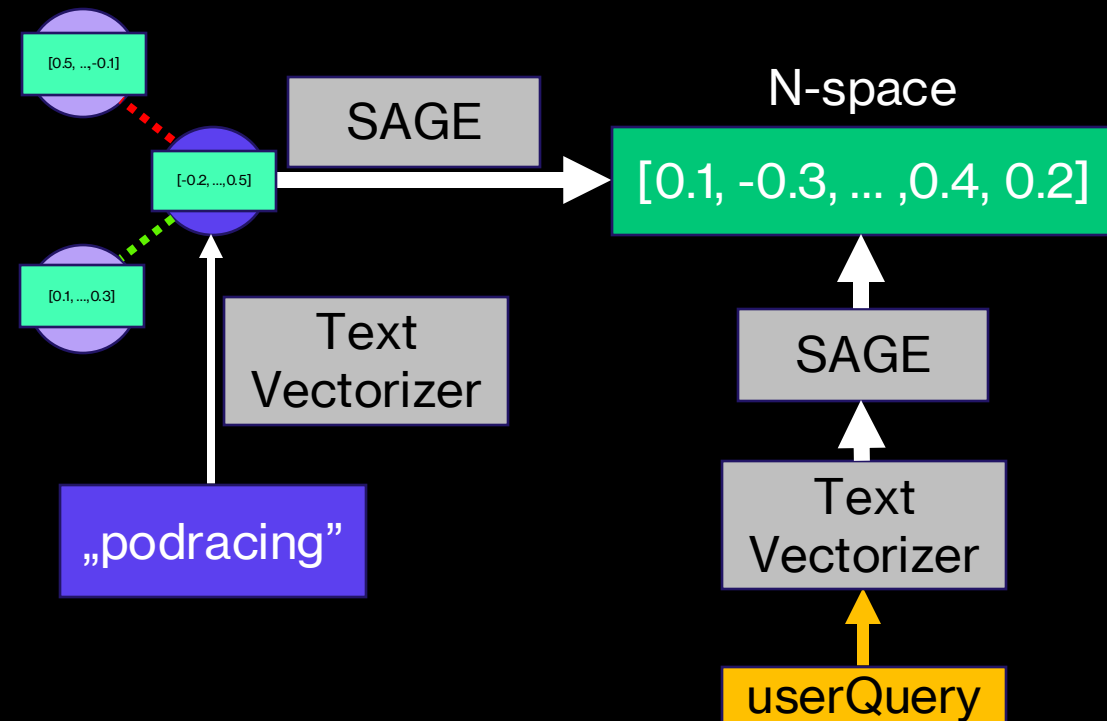 [0.5, ...,-0.1]
SAGE
N-space
[-0.2, ...,0.5]
[0.1, -0.3, ... ,0.4, 0.2]
[0.1, ...,0.3]
Text
Vectorizer
SAGE
„podracing”
Text
Vectorizer
userQuery